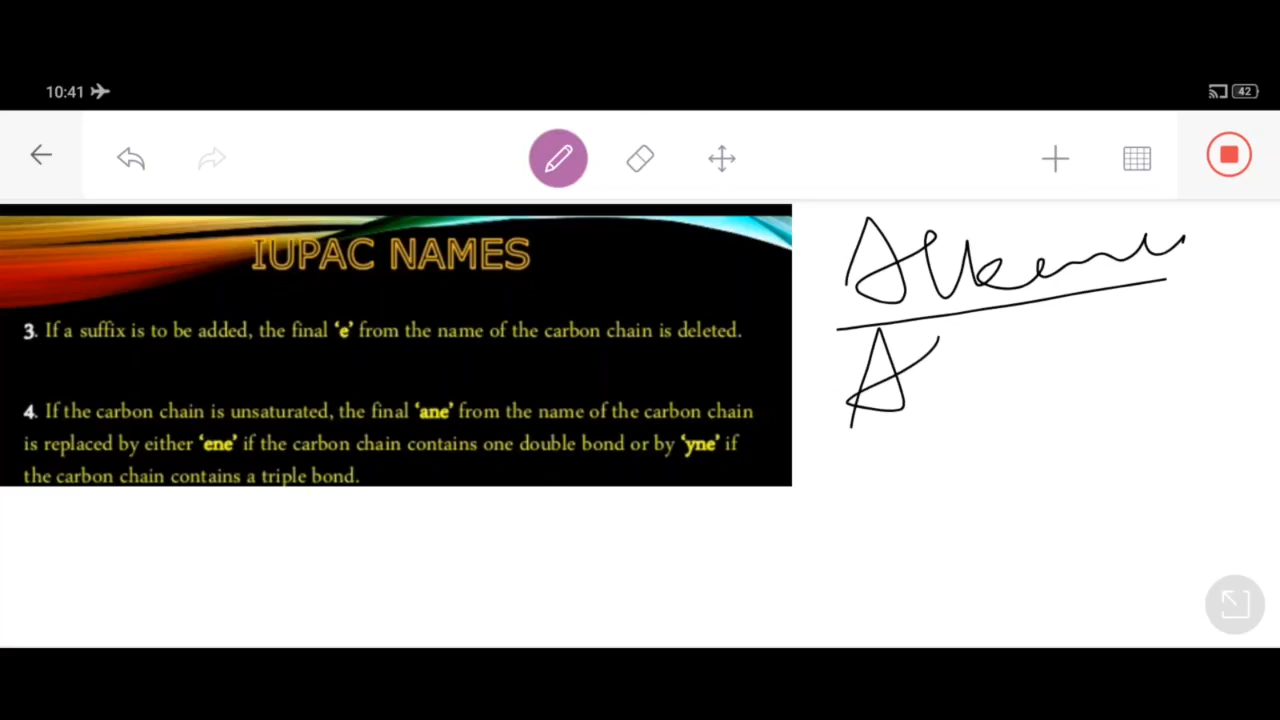 10:41
42
IUPAC NAMES
3. If a suffix is to be added, the final 'e' from the name of the carbon chain is deleted.
4. If the carbon chain is unsaturated, the final 'ane' from the name of the carbon chain
is replaced by either 'ene' if the carbon chain contains one double bond or by 'yne' if
the carbon chain contains a triple bond.
A